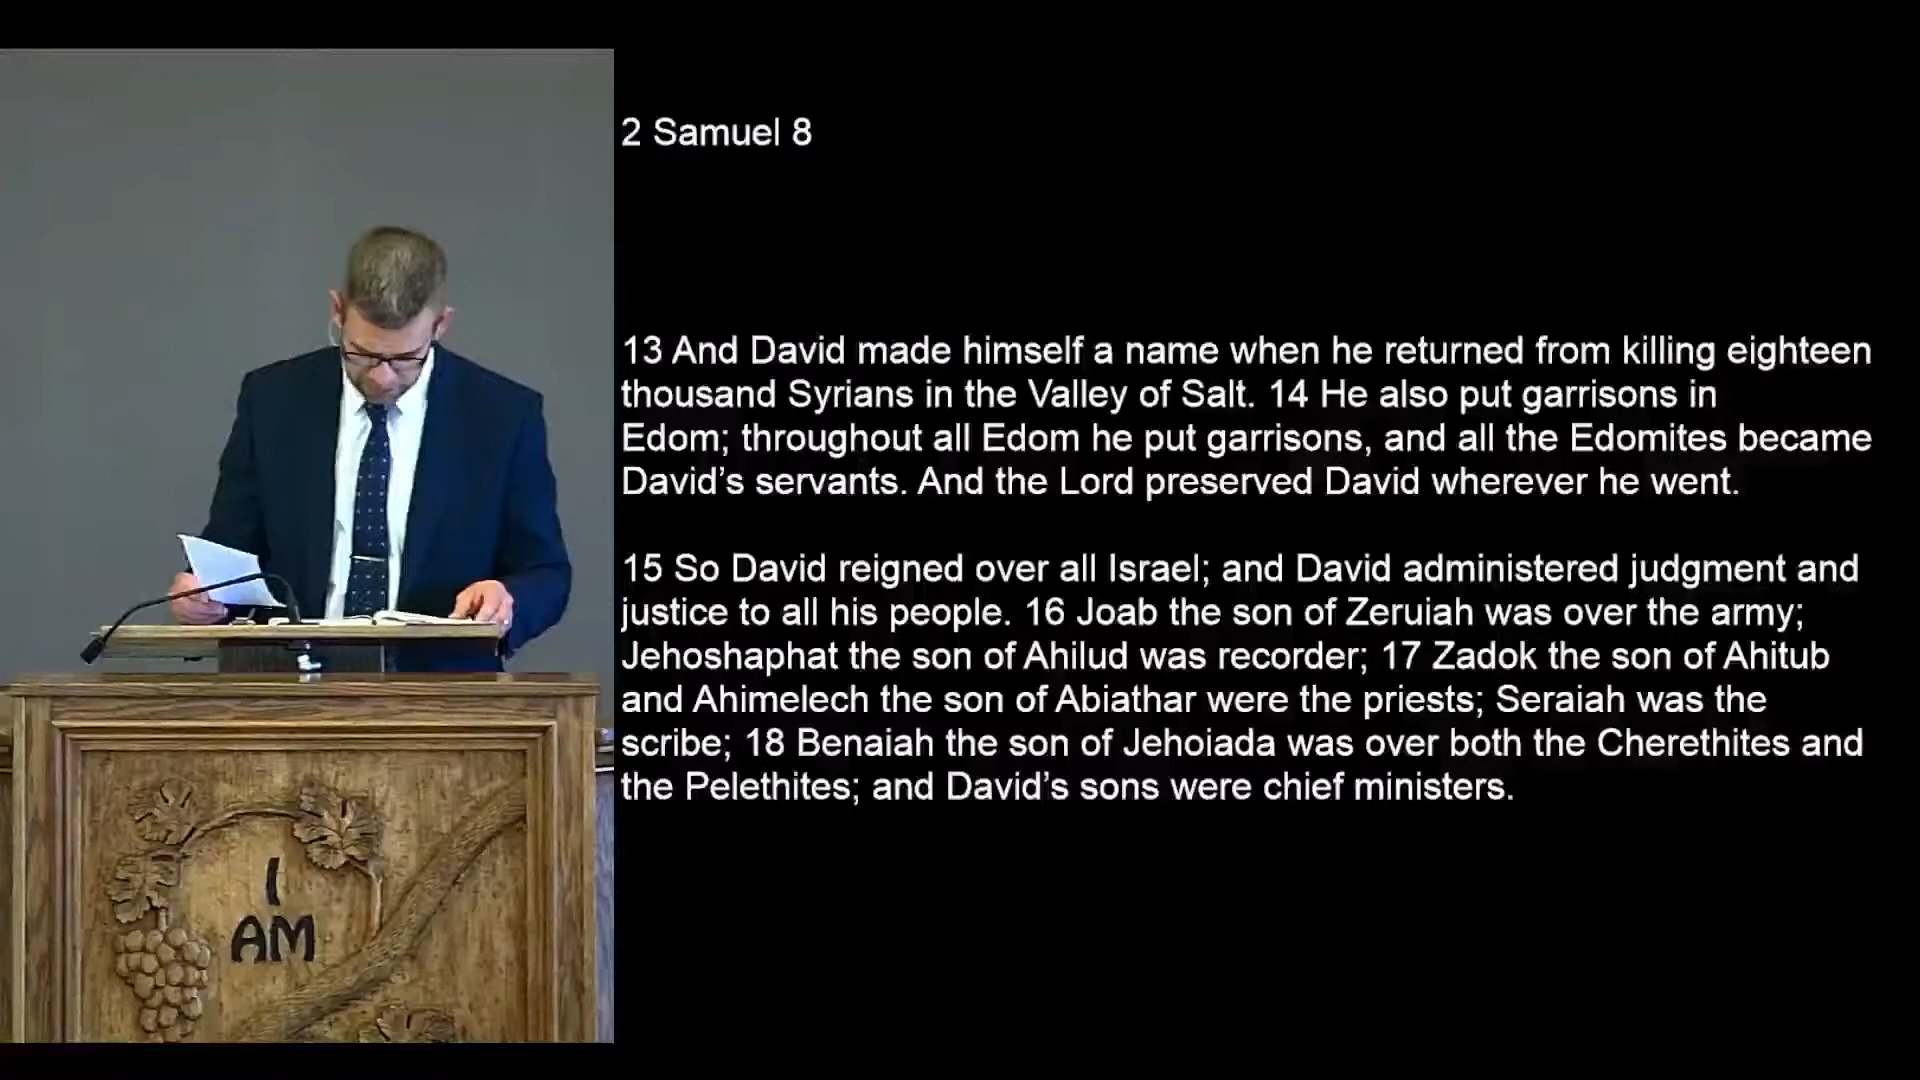 2 Samuel 8
13 And David made himself a name when he returned from killing eighteen
thousand Syrians in the Valley of Salt. 14 He also put garrisons in
Edom; throughout all Edom he put garrisons, and all the Edomites became
David’s servants. And the Lord preserved David wherever he went.
15 So David reigned over all Israel; and David administered judgment and
justice to all his people. 16 Joab the son of Zeruiah was over the army;
Jehoshaphat the son of Ahilud was recorder; 17 Zadok the son of Ahitub
and Ahimelech the son of Abiathar were the priests; Seraiah was the
scribe; 18 Benaiah the son of Jehoiada was over both the Cherethites and
the Pelethites; and David’s sons were chief ministers.
I
AM